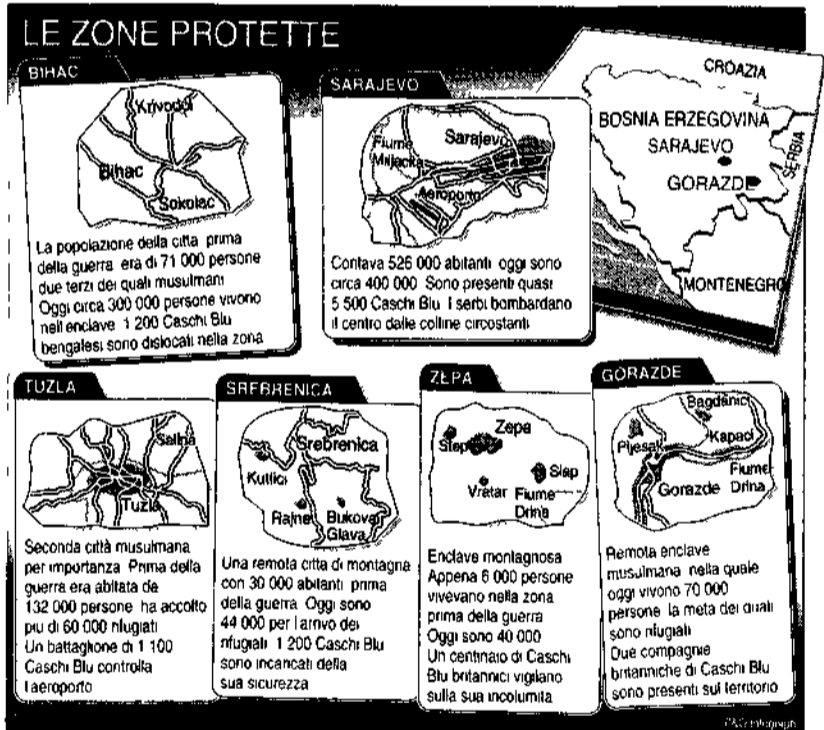 LE ZONE PROTETTE
BIHAC
Krivodol
Bihac
Sokolac
La popolazione della citta prima
della guerra era di 71 000 persone
due terzi dei quali musulmani
Oggi circa 300 000 persone vivono
nell enclave 1 200 Caschi Blu
bengalesi sono dislocati nella zona
SARAJEVO
Fiume
Miljacka
Sarajevo
Aeroporto
Contava 526 000 abitanti oggi sono
circa 400 000 Sono presenti quasi
5 500 Caschi Blu I serbi bombardano
il centro dalle colline circostanti
CROAZIA
BOSNIA ERZEGOVINA
SARAJEVO
GORAZDE
SERBIA
MONTENEGRO
TUZLA
Salina
Tuzla
Seconda città musulmana
per importanza Prima della
guerra era abitata da
132 000 persone ha accolto
piu di 60 000 rifugiati
Un battaglione di 1 100
Caschi Blu controlla
l aeroporto
SREBRENICA
Srebrenica
Kutlici
Rajne
Bukova
Glava
Una remota citta di montagna
con 30 000 abitanti prima
della guerra Oggi sono
44 000 per l arrivo dei
rifugiati 1 200 Caschi Blu
sono incaricati della
sua sicurezza
ZEPA
Zepa
Slap
Vratar
Fiume
Drina
Enclave montagnosa
Appena 6 000 persone
vivevano nella zona
prima della guerra
Oggi sono 40 000
Un centinaio di Caschi
Blu britannici vigilano
sulla sua incolumita
GORAZDE
Bagdanici
Pijesak
Kapaci
Gorazde
Fiume
Drina
Remota enclave
musulmana nella quale
oggi vivono 70 000
persone la meta dei quali
sono rifugiati
Due compagnie
britanniche di Caschi Blu
sono presenti sul territorio
P&G Infograph